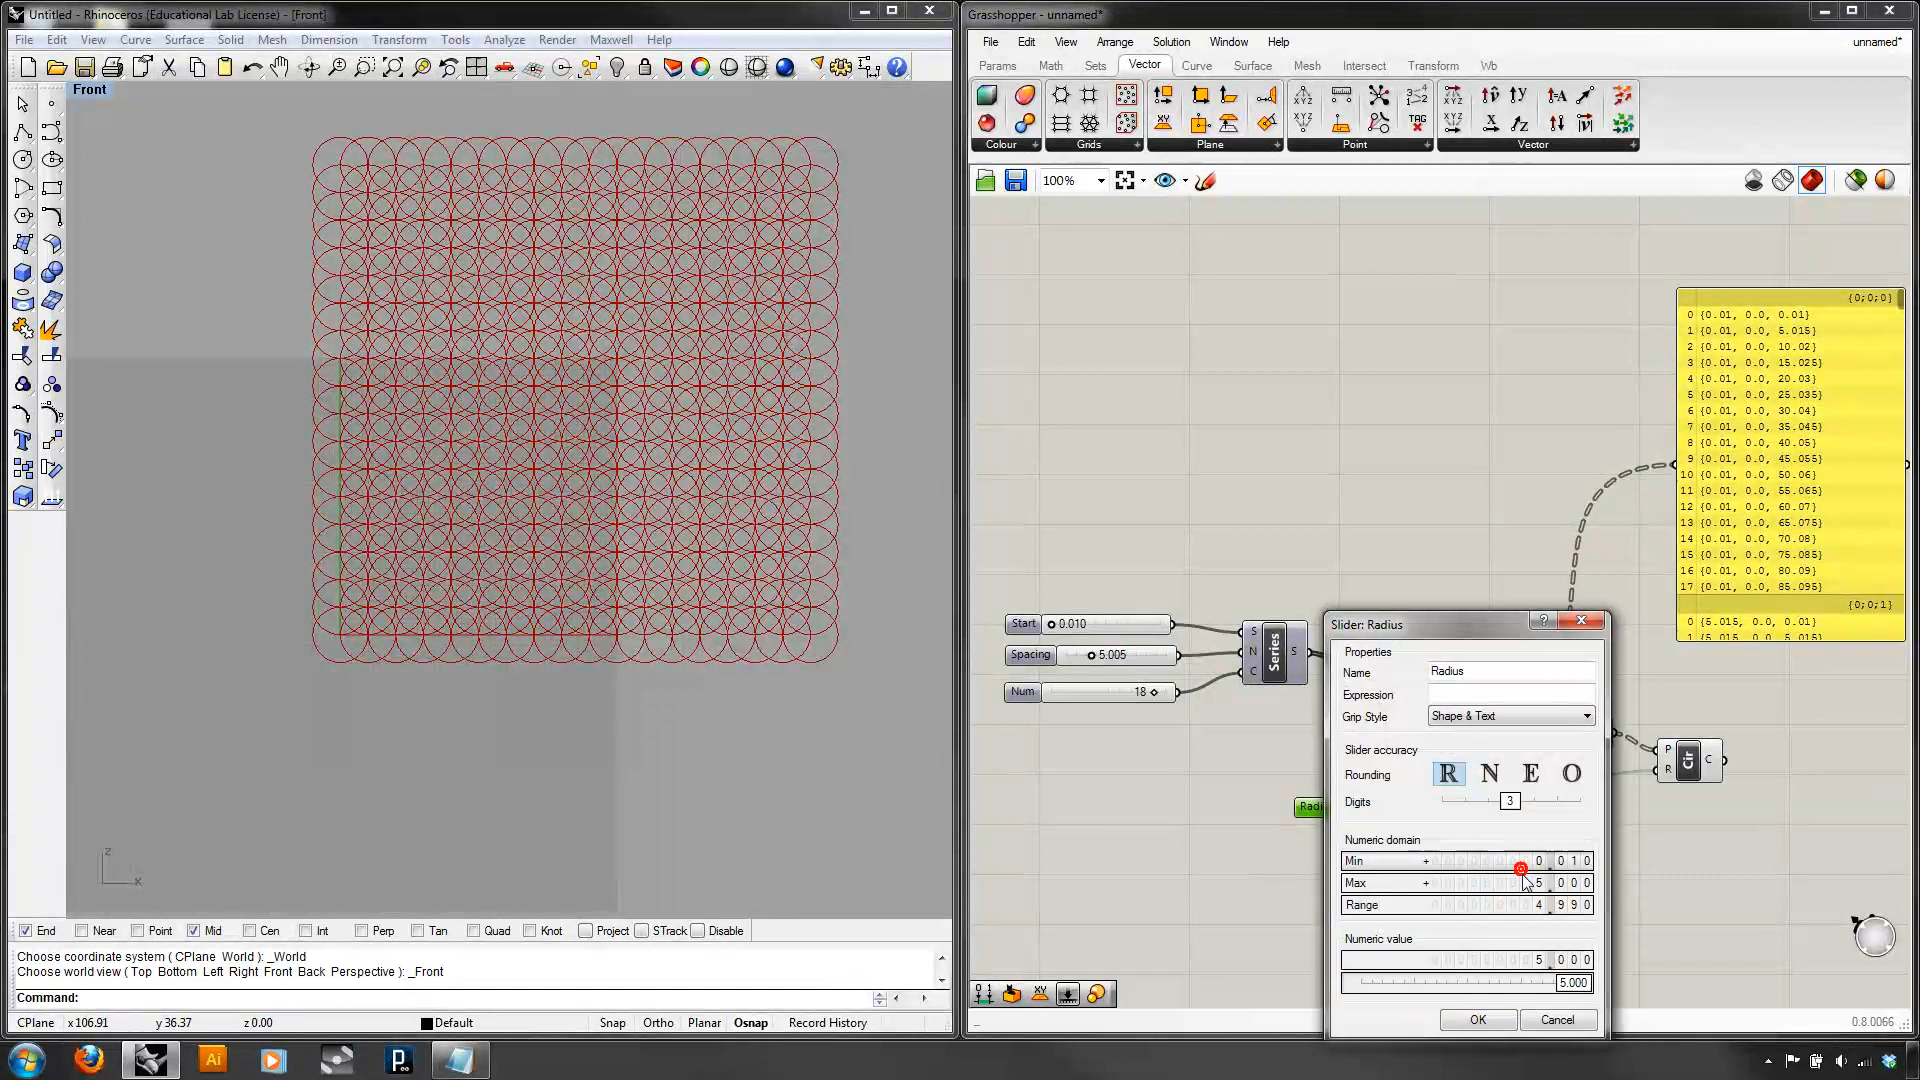 Untitled - Rhinoceros (Educational Lab License) - [Front]
File Edit View Curve Surface Solid Mesh Dimension Transform Tools Analyze Render Maxwell Help
Front
z
x
End Near Point Mid Cen Int Perp Tan Quad Knot Project STrack Disable
Choose coordinate system ( CPlane World ): _World
Choose world view ( Top Bottom Left Right Front Back Perspective ): _Front
Command:
CPlane x 106.91 y 36.37 z 0.00 Default Snap Ortho Planar Osnap Record History
Grasshopper - unnamed*
File Edit View Arrange Solution Window Help unnamed*
Params Math Sets Vector Curve Surface Mesh Intersect Transform Wb
Colour Grids Plane Point Vector
100%
{0;0;0}
0 {0.01, 0.0, 0.01}
1 {0.01, 0.0, 5.015}
2 {0.01, 0.0, 10.02}
3 {0.01, 0.0, 15.025}
4 {0.01, 0.0, 20.03}
5 {0.01, 0.0, 25.035}
6 {0.01, 0.0, 30.04}
7 {0.01, 0.0, 35.045}
8 {0.01, 0.0, 40.05}
9 {0.01, 0.0, 45.055}
10 {0.01, 0.0, 50.06}
11 {0.01, 0.0, 55.065}
12 {0.01, 0.0, 60.07}
13 {0.01, 0.0, 65.075}
14 {0.01, 0.0, 70.08}
15 {0.01, 0.0, 75.085}
16 {0.01, 0.0, 80.09}
17 {0.01, 0.0, 85.095}
{0;0;1}
0 {5.015, 0.0, 0.01}
1 {5.015, 0.0, 5.015}
Start 0.010
Spacing 5.005
Num 18
S
N
C
Series
S
Radi
P
R
Cir
C
Slider: Radius
Properties
Name Radius
Expression
Grip Style Shape & Text
Slider accuracy
Rounding R N E O
Digits 3
Numeric domain
Min + 0.010
Max + 5.000
Range 4.990
Numeric value
5.000
5.000
OK Cancel
0.8.0066
Ai
P